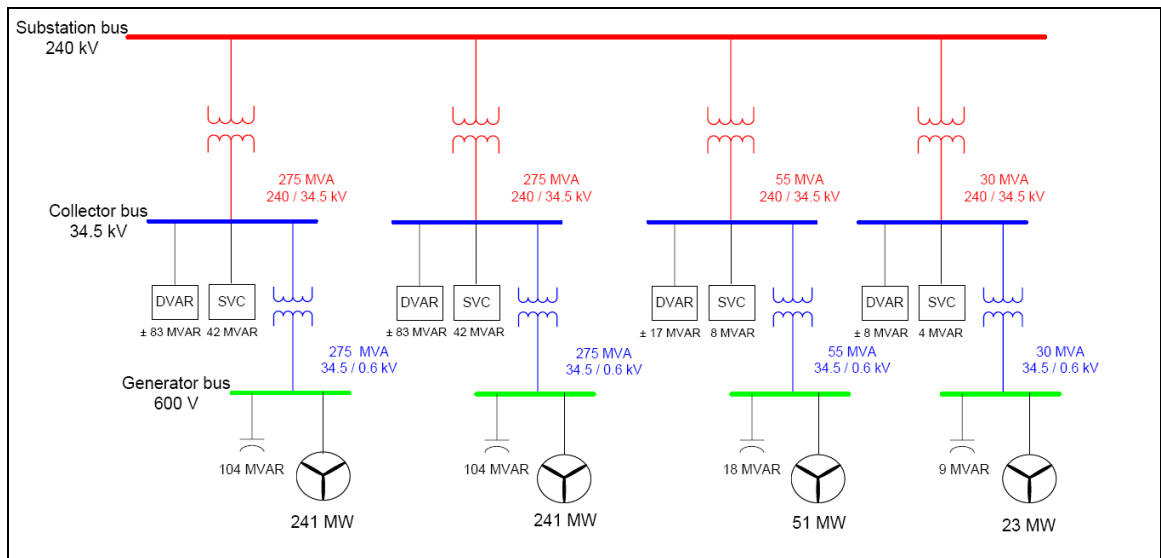 Substation bus
240 kV
275 MVA
240 / 34.5 kV
275 MVA
240 / 34.5 kV
55 MVA
240 / 34.5 kV
30 MVA
240 / 34.5 kV
Collector bus
34.5 kV
DVAR
SVC
± 83 MVAR
42 MVAR
DVAR
SVC
± 83 MVAR
42 MVAR
DVAR
SVC
± 17 MVAR
8 MVAR
DVAR
SVC
± 8 MVAR
4 MVAR
275 MVA
34.5 / 0.6 kV
275 MVA
34.5 / 0.6 kV
55 MVA
34.5 / 0.6 kV
30 MVA
34.5 / 0.6 kV
Generator bus
600 V
104 MVAR
104 MVAR
18 MVAR
9 MVAR
241 MW
241 MW
51 MW
23 MW